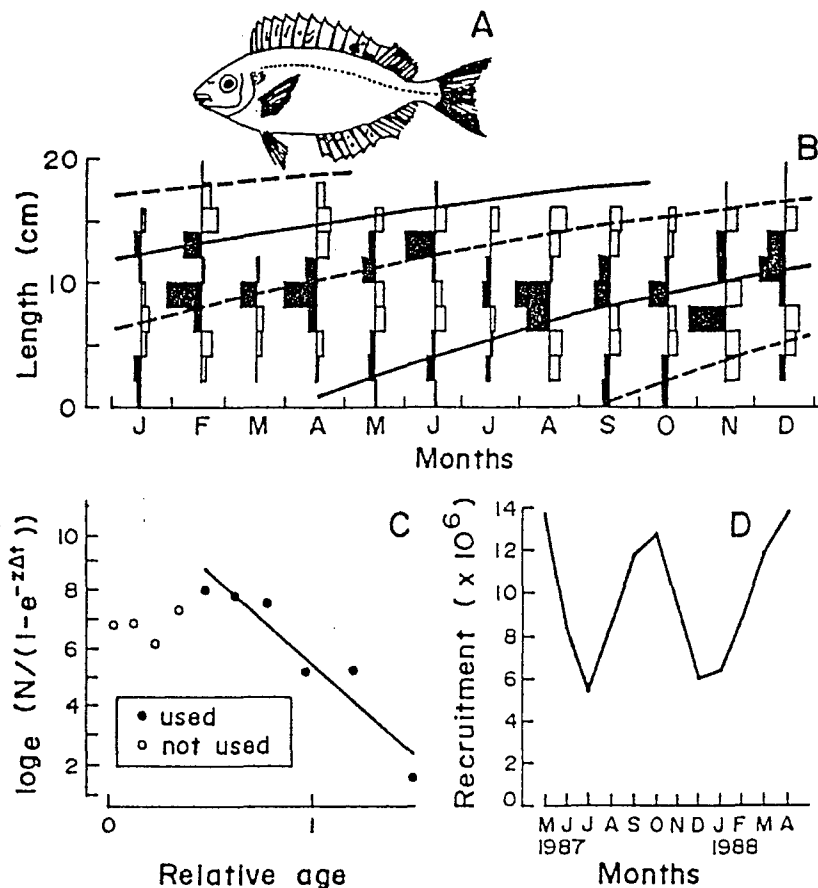 A
B
20
10
0
Length (cm)
J F M A M J J A S O N D
Months
C
10
8
6
4
2
loge (N/(1-e^-zΔt))
● used
○ not used
0 1
Relative age
D
14
12
10
8
6
4
2
0
Recruitment (x 10^6)
M J J A S O N D J F M A
1987 1988
Months